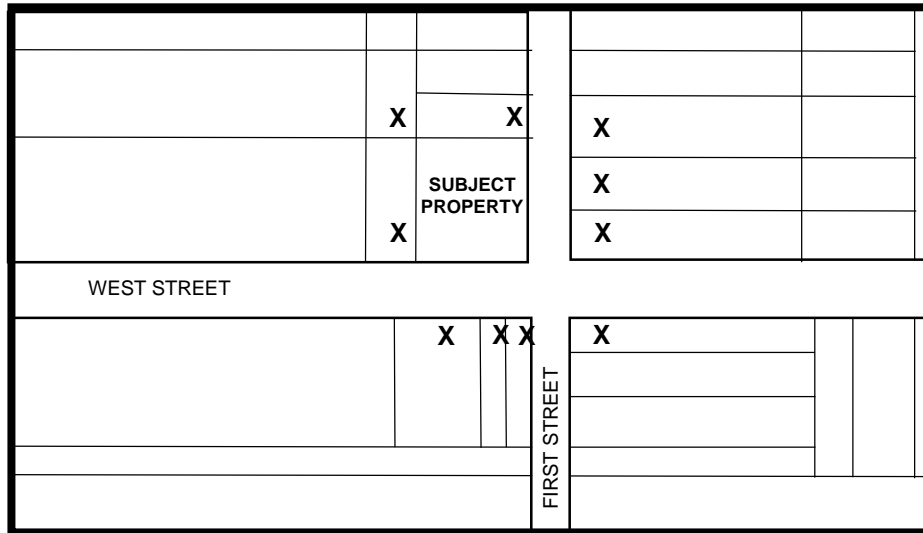 X X X
SUBJECT
PROPERTY
X
X X
WEST STREET
X X X X
FIRST STREET